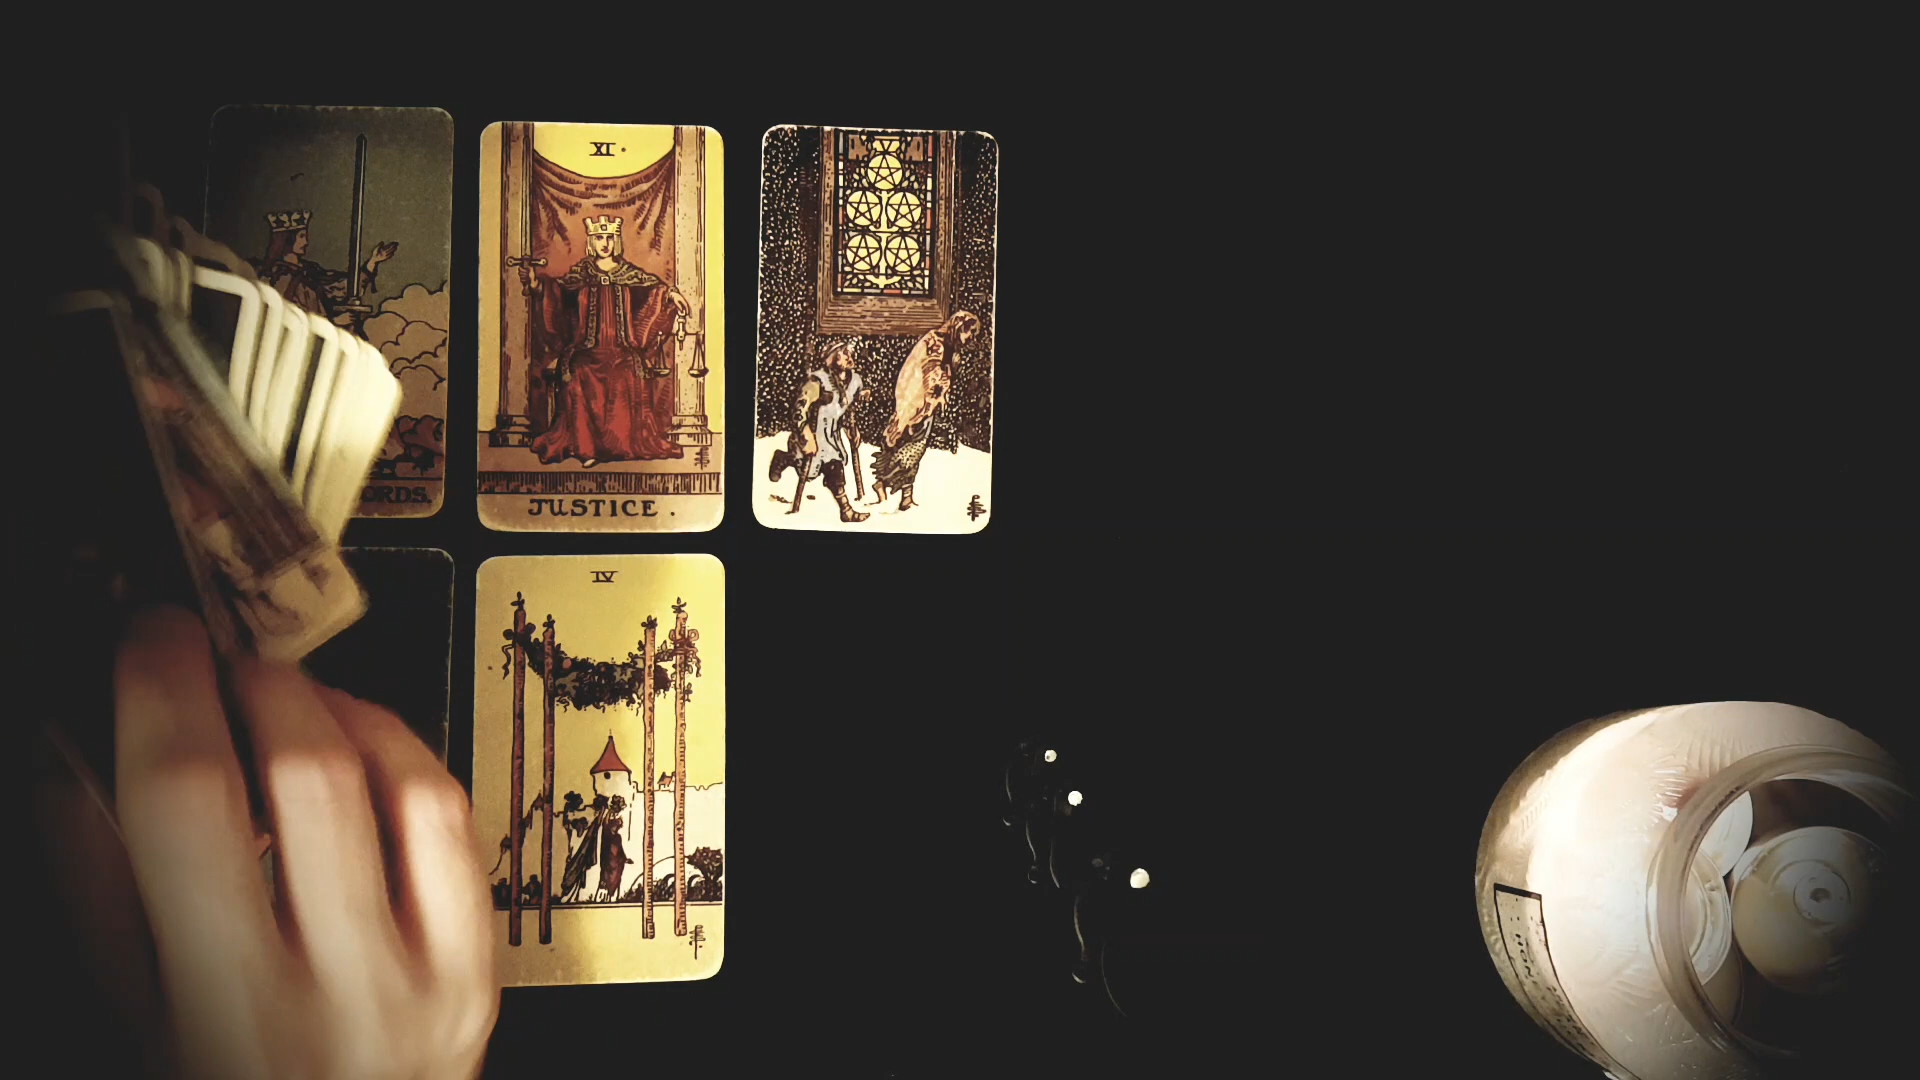 XI.
JUSTICE.
V
ORDS.
IV